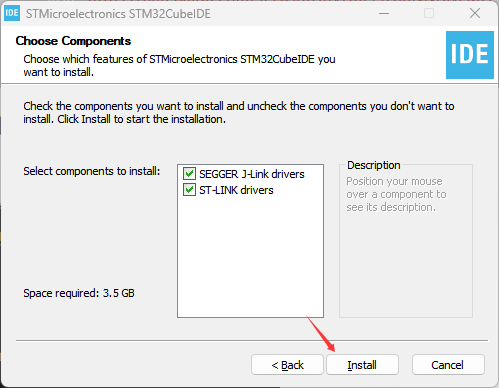 IDE STMicroelectronics STM32CubeIDE
Choose Components
Choose which features of STMicroelectronics STM32CubeIDE you
want to install.
IDE
Check the components you want to install and uncheck the components you don't want to
install. Click Install to start the installation.
Select components to install:
SEGGER J-Link drivers
ST-LINK drivers
Description
Position your mouse
over a component to
see its description.
Space required: 3.5 GB
< Back
Install
Cancel